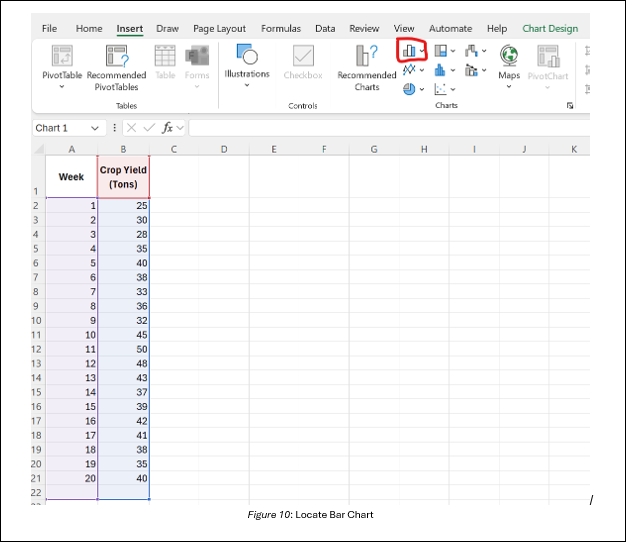 File Home Insert Draw Page Layout Formulas Data Review View Automate Help Chart Design
PivotTable Recommended PivotTables Table Forms Illustrations Checkbox Recommended Charts Maps PivotChart
Tables Controls Charts
Chart 1 fx
A B C D E F G H I J K
1 Week Crop Yield (Tons)
2 1 25
3 2 30
4 3 28
5 4 35
6 5 40
7 6 38
8 7 33
9 8 36
10 9 32
11 10 45
12 11 50
13 12 48
14 13 43
15 14 37
16 15 39
17 16 42
18 17 41
19 18 38
20 19 35
21 20 40
22
Figure 10: Locate Bar Chart